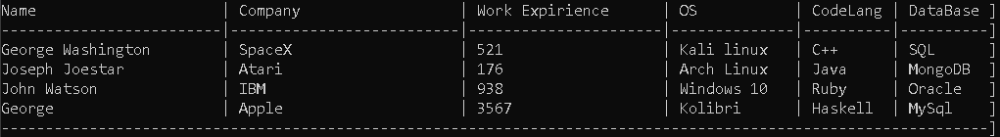 Name | Company | Work Expirience | OS | CodeLang | DataBase ]
-----------------------|-----------------------|--------------------|------------|----------|----------]
George Washington | SpaceX | 521 | Kali linux | C++ | SQL ]
Joseph Joestar | Atari | 176 | Arch Linux | Java | MongoDB ]
John Watson | IBM | 938 | Windows 10 | Ruby | Oracle ]
George | Apple | 3567 | Kolibri | Haskell | MySql ]
-----------------------------------------------------------------------------------------------------]